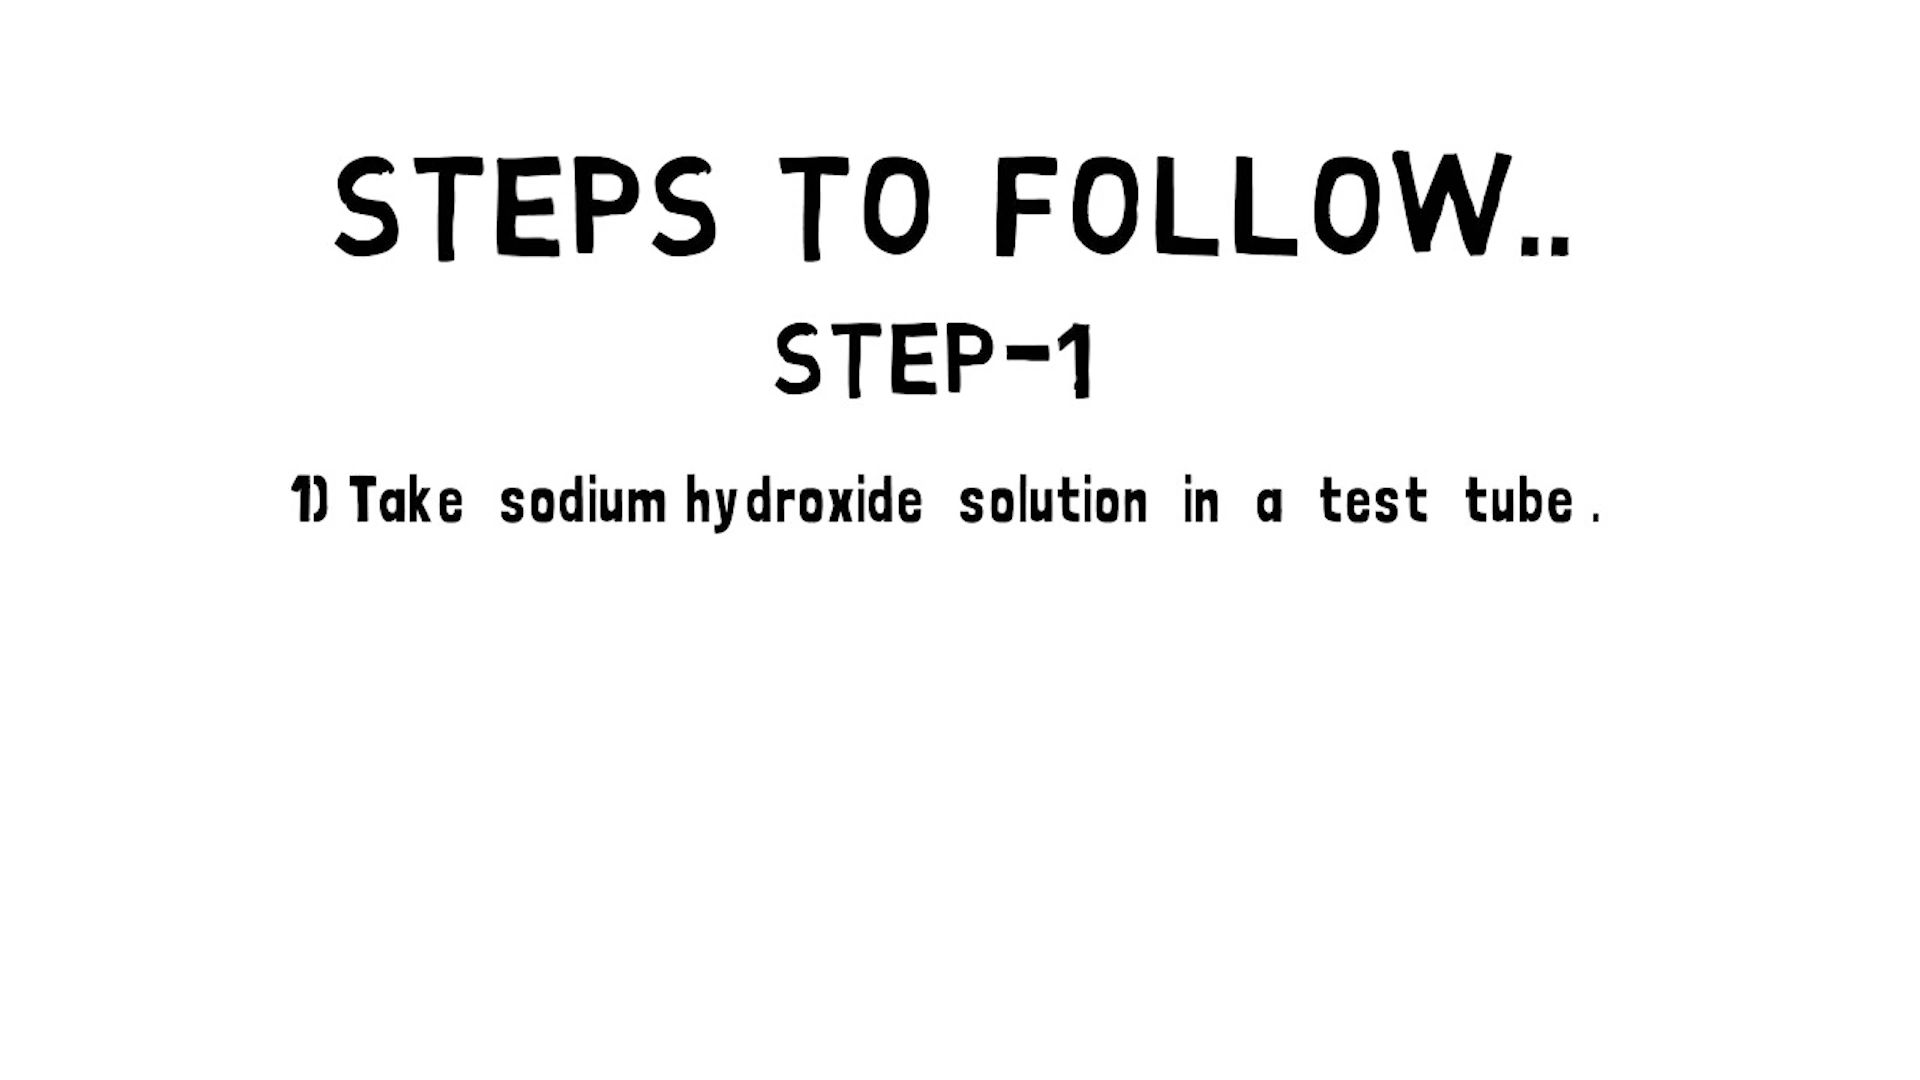 STEPS TO FOLLOW..
STEP-1
1) Take sodium hydroxide solution in a test tube .